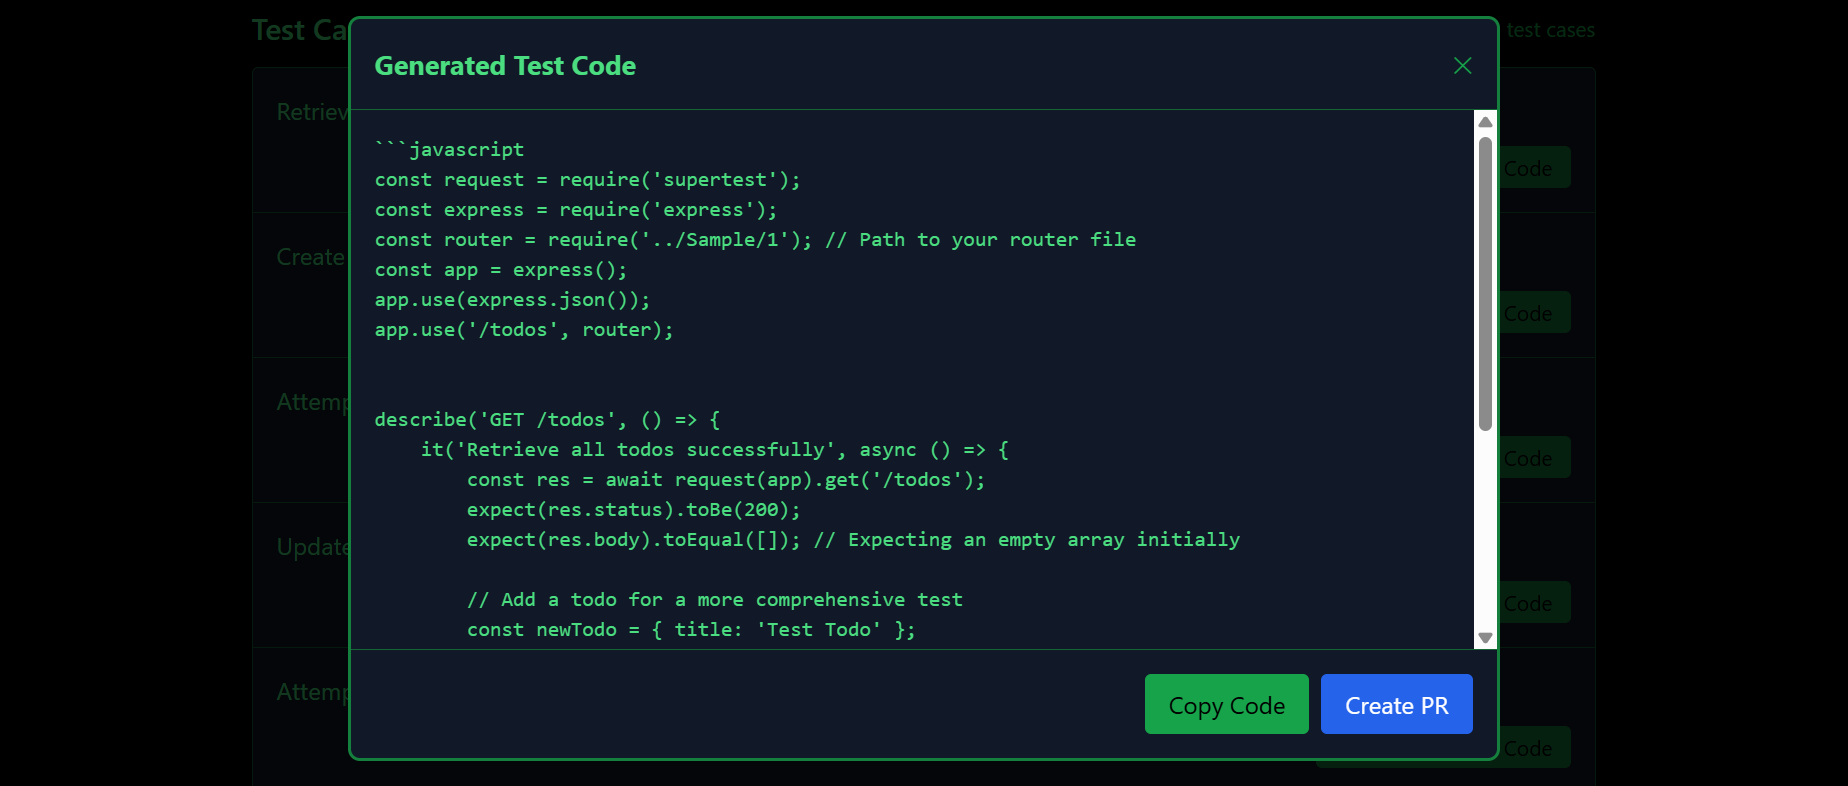 Test Ca
test cases
Generated Test Code
Retriev
Code
Create
Code
Attemp
Code
Update
Code
Attemp
Code
```javascript
const request = require('supertest');
const express = require('express');
const router = require('../Sample/1'); // Path to your router file
const app = express();
app.use(express.json());
app.use('/todos', router);
describe('GET /todos', () => {
    it('Retrieve all todos successfully', async () => {
        const res = await request(app).get('/todos');
        expect(res.status).toBe(200);
        expect(res.body).toEqual([]); // Expecting an empty array initially
        // Add a todo for a more comprehensive test
        const newTodo = { title: 'Test Todo' };
Copy Code
Create PR